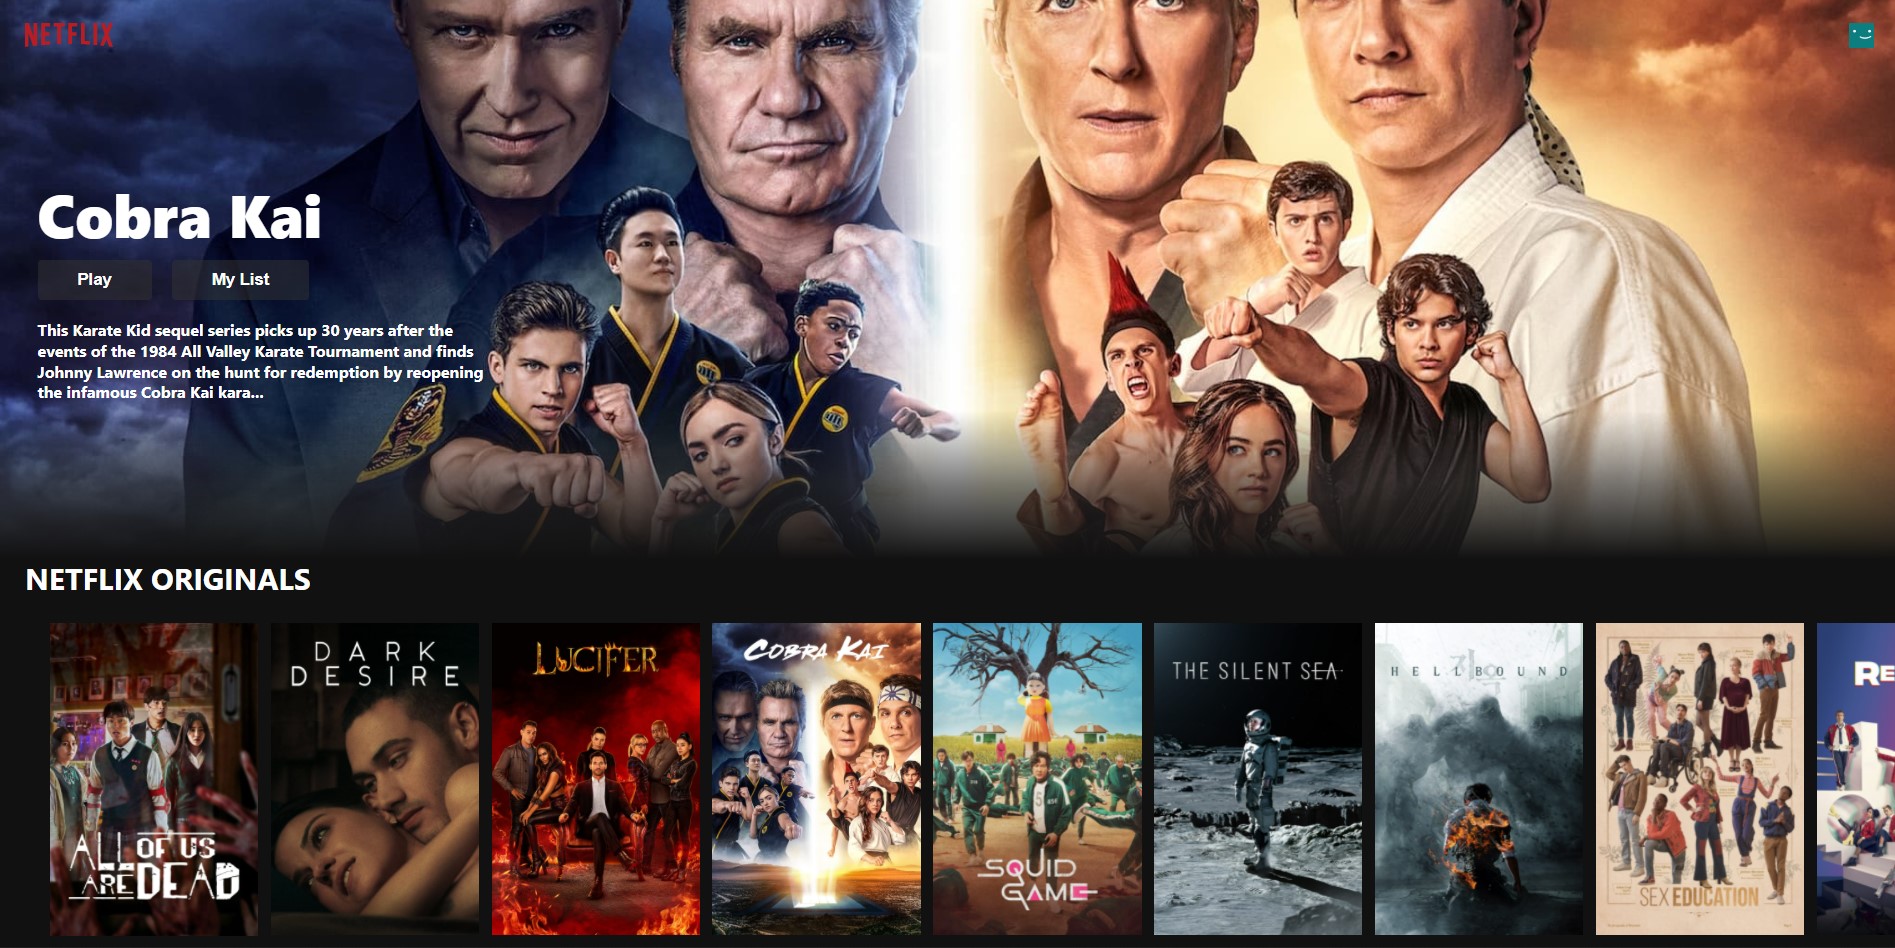 NETFLIX
Cobra Kai
Play
My List
This Karate Kid sequel series picks up 30 years after the
events of the 1984 All Valley Karate Tournament and finds
Johnny Lawrence on the hunt for redemption by reopening
the infamous Cobra Kai kara...
NETFLIX ORIGINALS
ALL OF US
ARE DEAD
DARK
DESIRE
LUCIFER
COBRA KAI
SQUID
GAME
THE SILENT SEA
HELLBOUND
SEX EDUCATION
RE